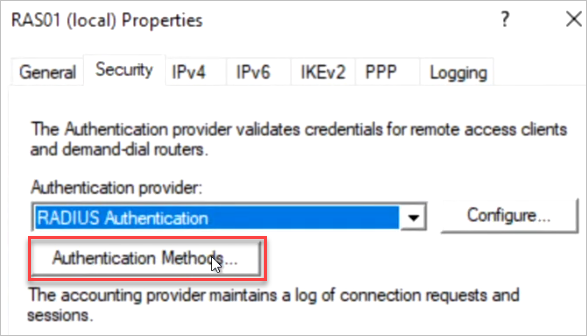 RAS01 (local) Properties
?
General Security IPv4 IPv6 IKEv2 PPP Logging
The Authentication provider validates credentials for remote access clients
and demand-dial routers.
Authentication provider:
RADIUS Authentication
Configure...
Authentication Methods...
The accounting provider maintains a log of connection requests and
sessions.